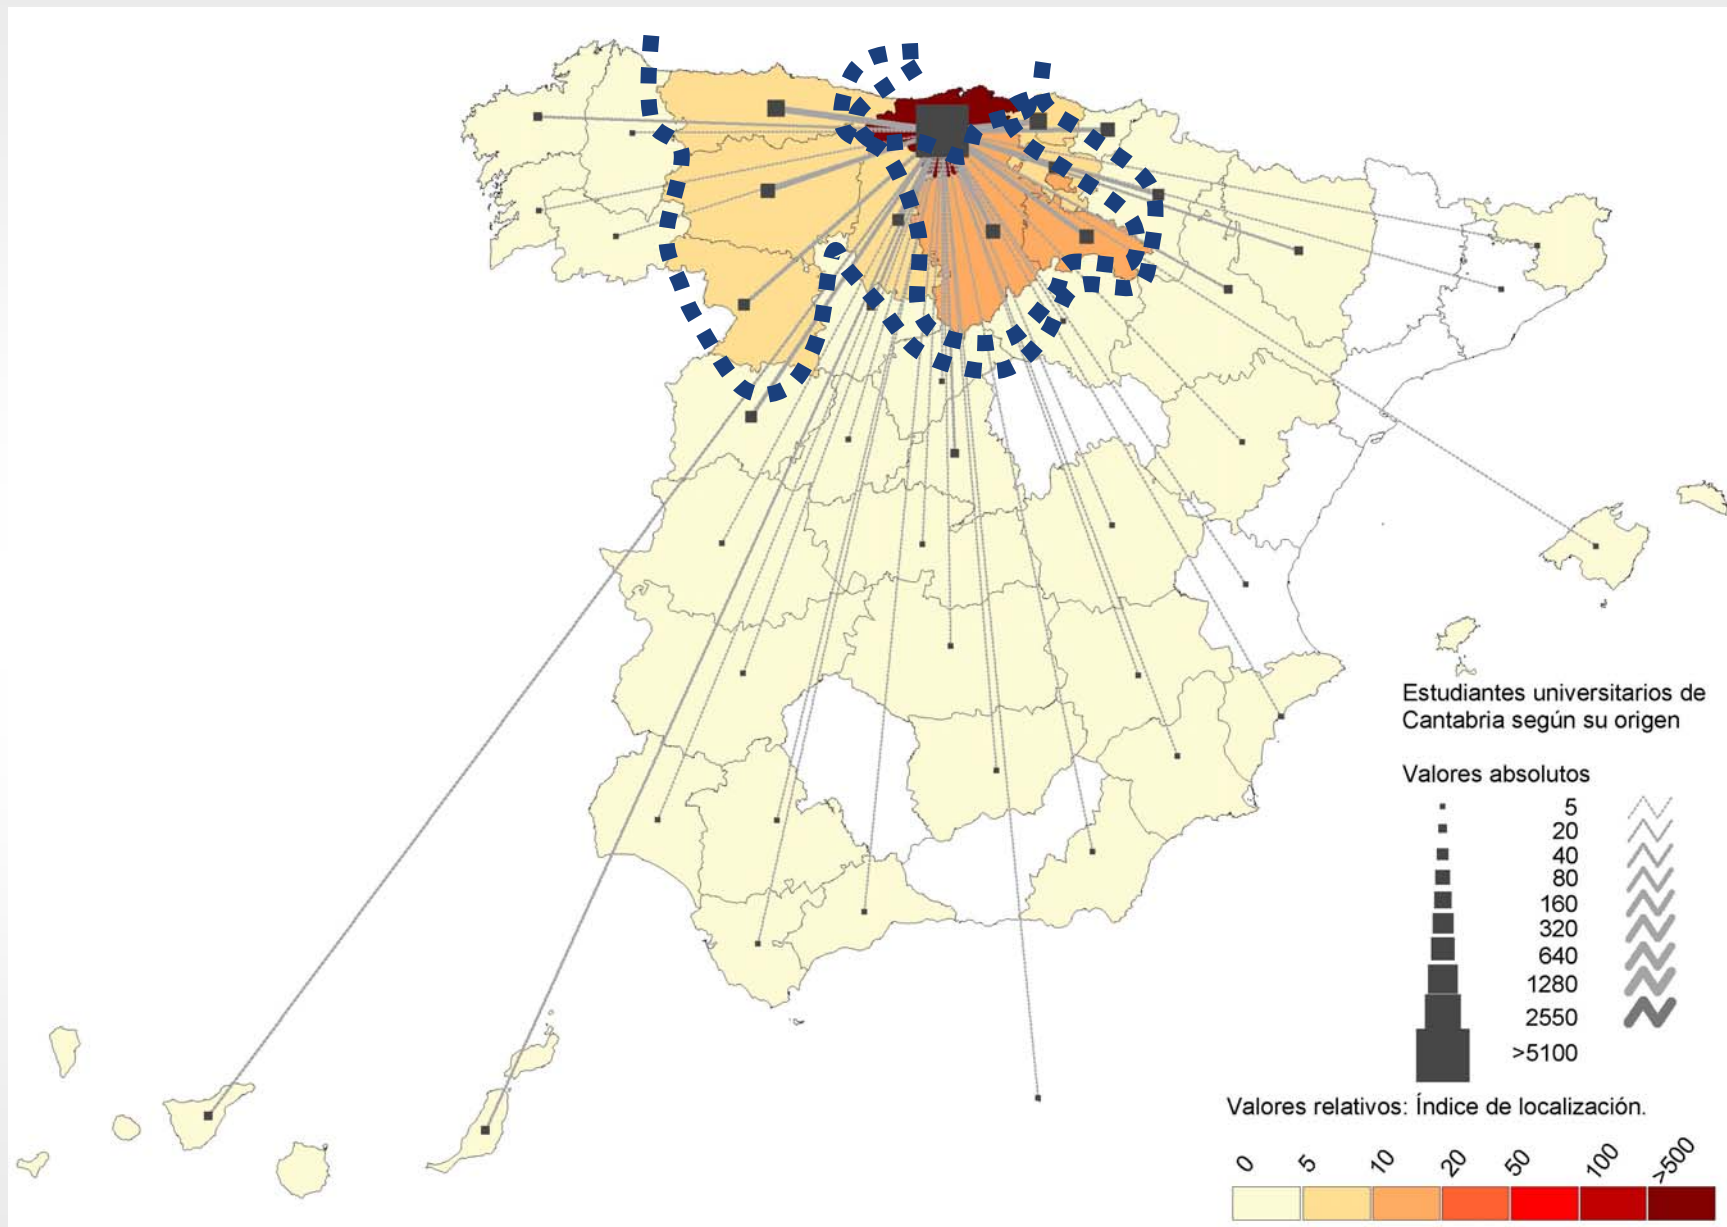 Estudiantes universitarios de
Cantabria según su origen
Valores absolutos
5
20
40
80
160
320
640
1280
2550
>5100
Valores relativos: Índice de localización.
0 5 10 20 50 100 >500